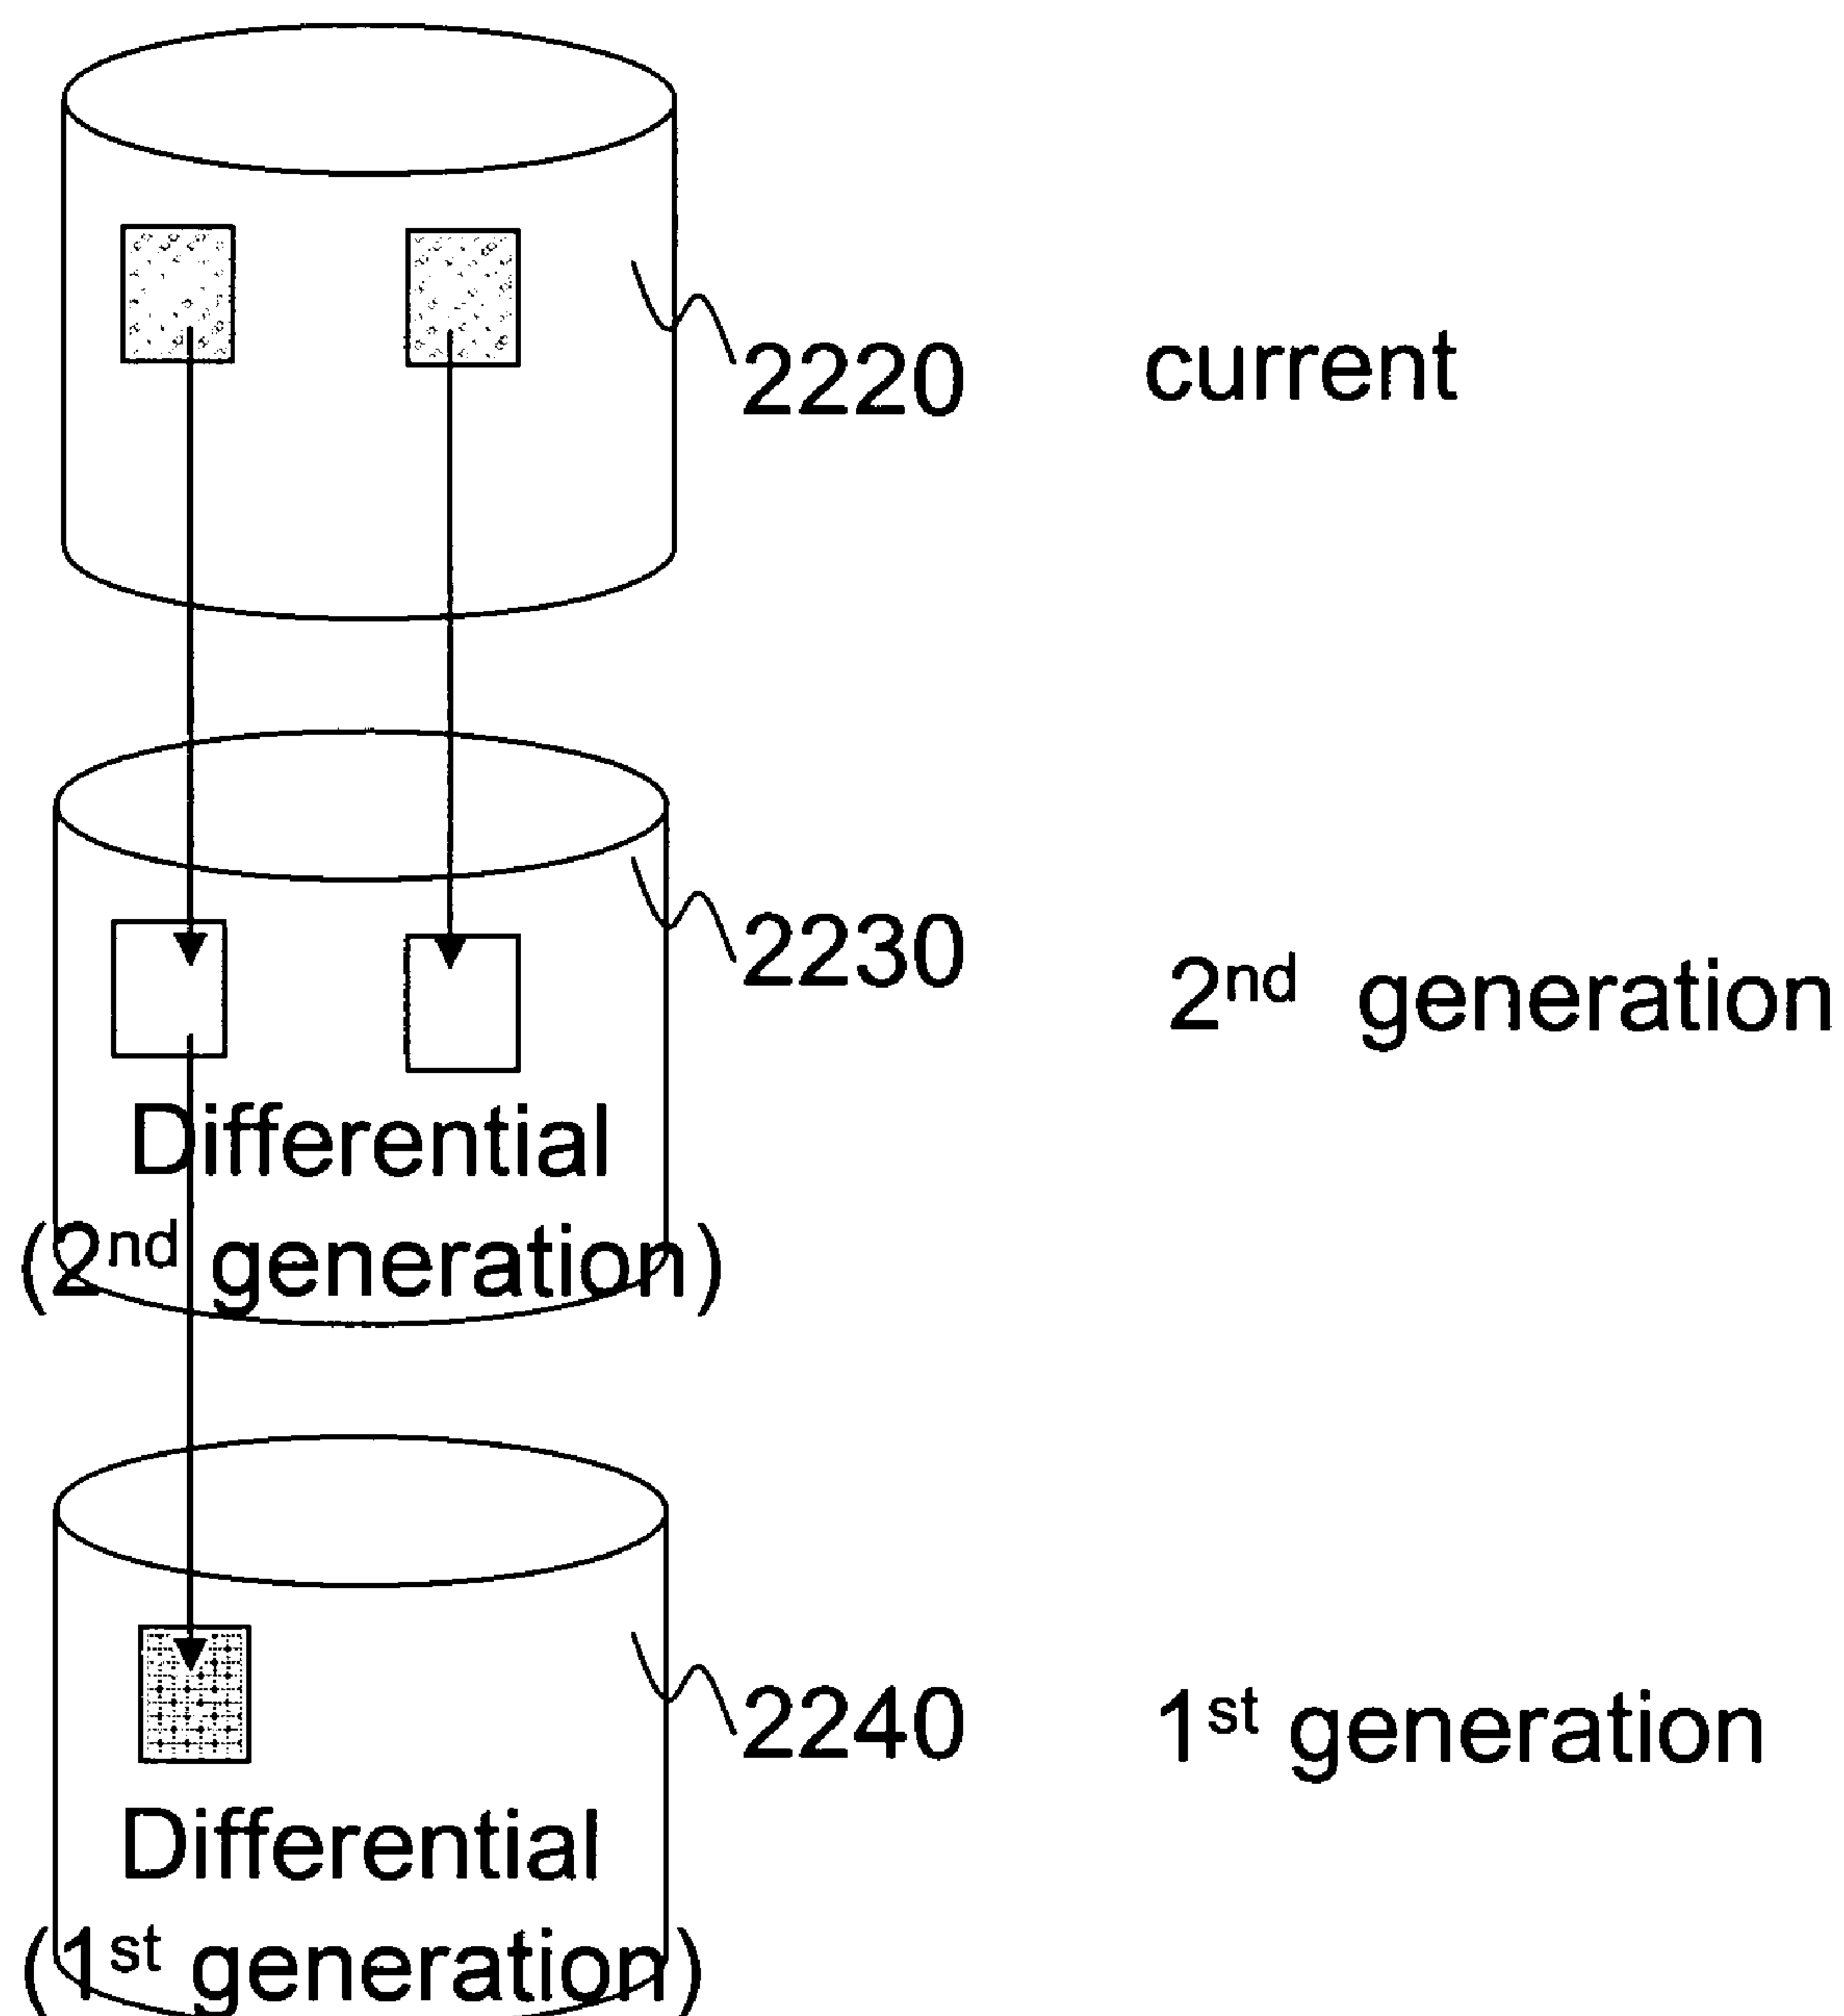 2220 current
2230 2nd generation
Differential
(2nd generation)
2240 1st generation
Differential
(1st generation)